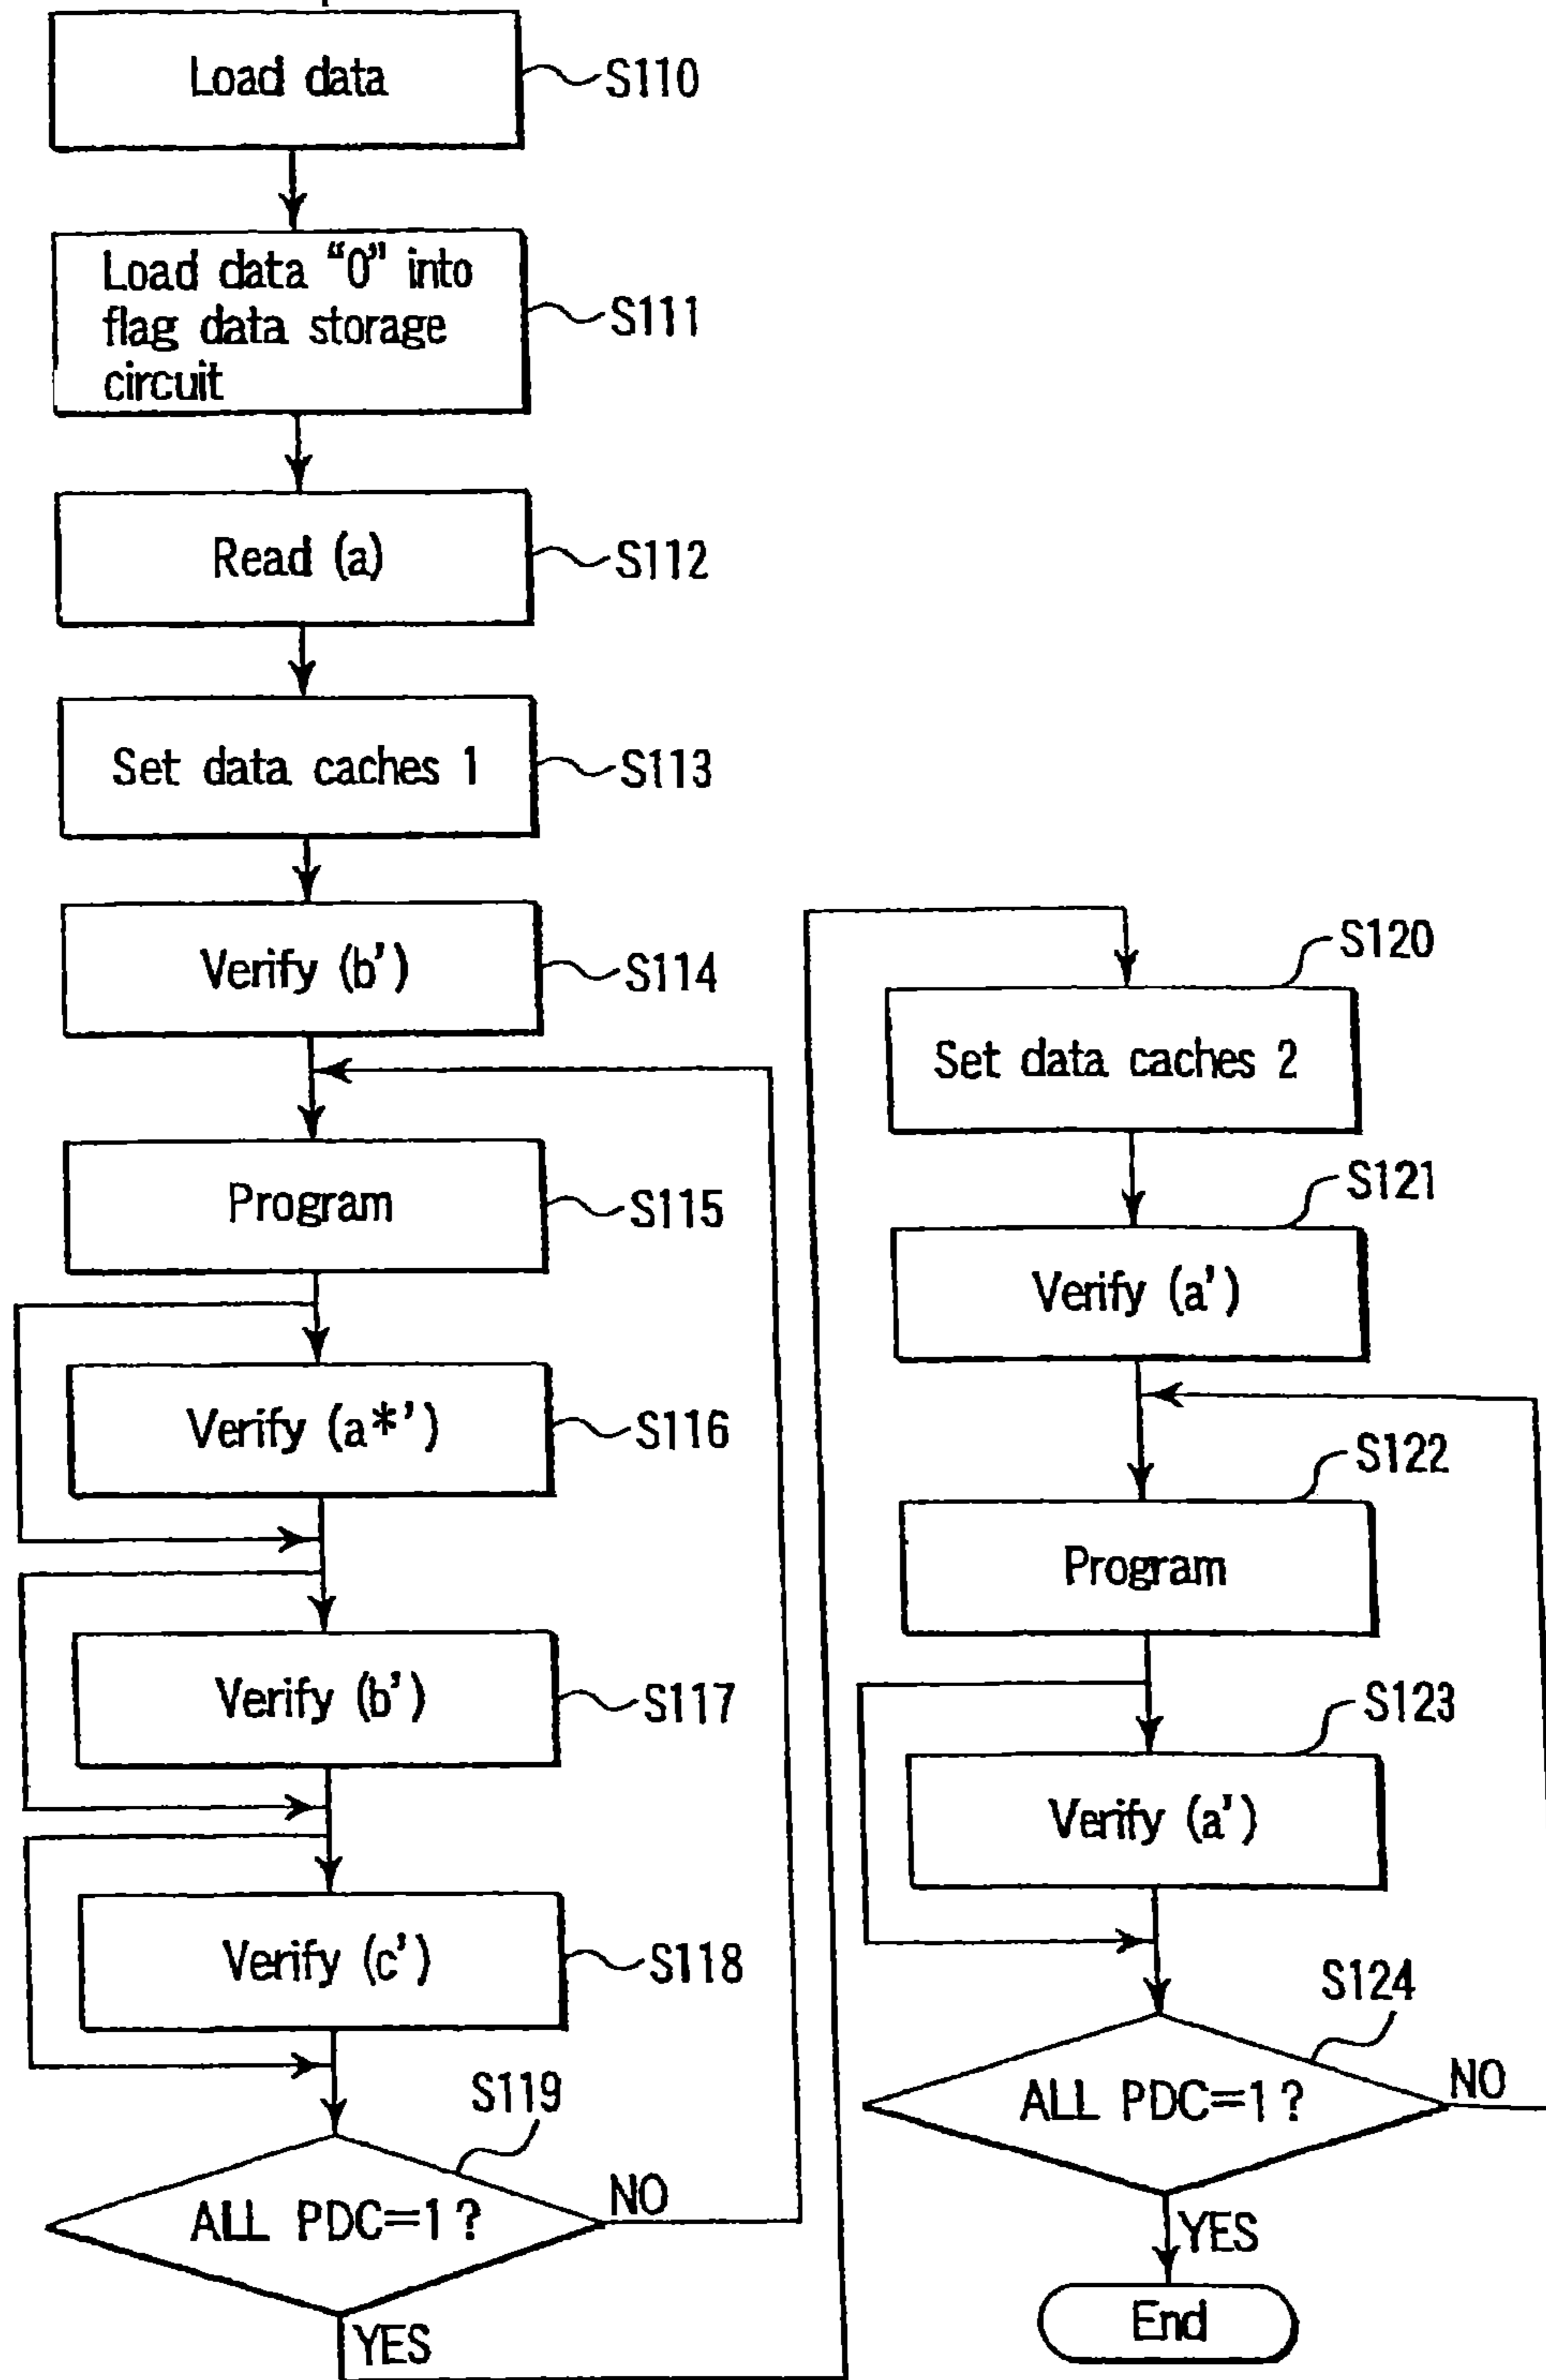 Load data
S110
Load data “0” into
flag data storage
circuit
S111
Read (a)
S112
Set data caches 1
S113
Verify (b’)
S114
Program
S115
Verify (a*’)
S116
Verify (b’)
S117
Verify (c’)
S118
S119
ALL PDC=1?
NO
YES
S120
Set data caches 2
S121
Verify (a’)
S122
Program
S123
Verify (a’)
S124
ALL PDC=1?
NO
YES
End